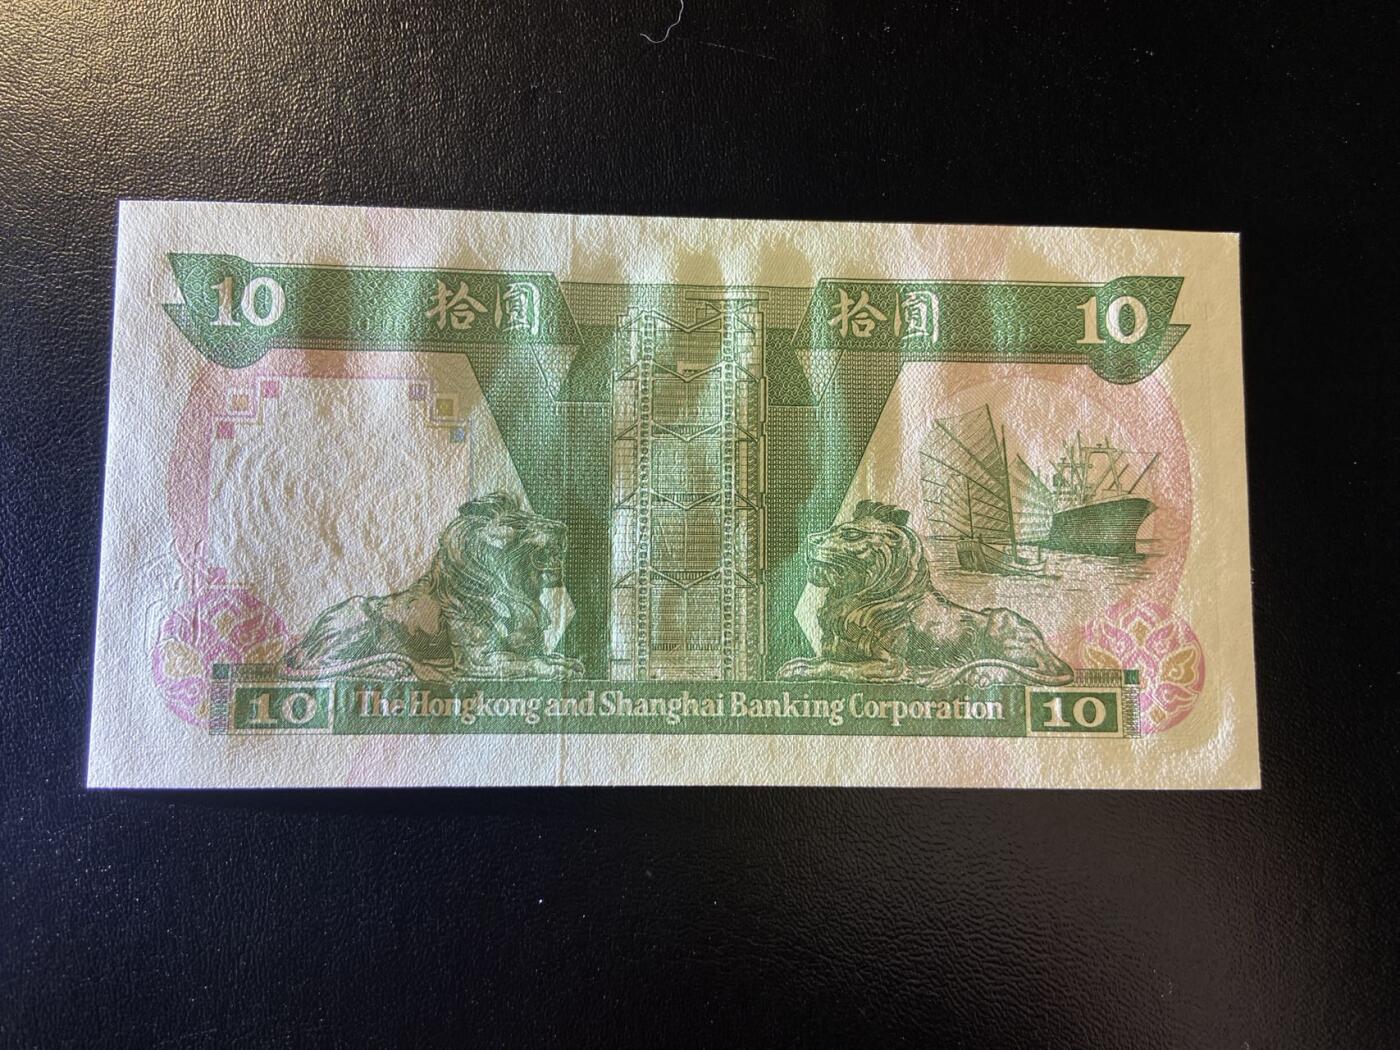 10 拾圓 拾圓 10
10 The Hongkong and Shanghai Banking Corporation 10